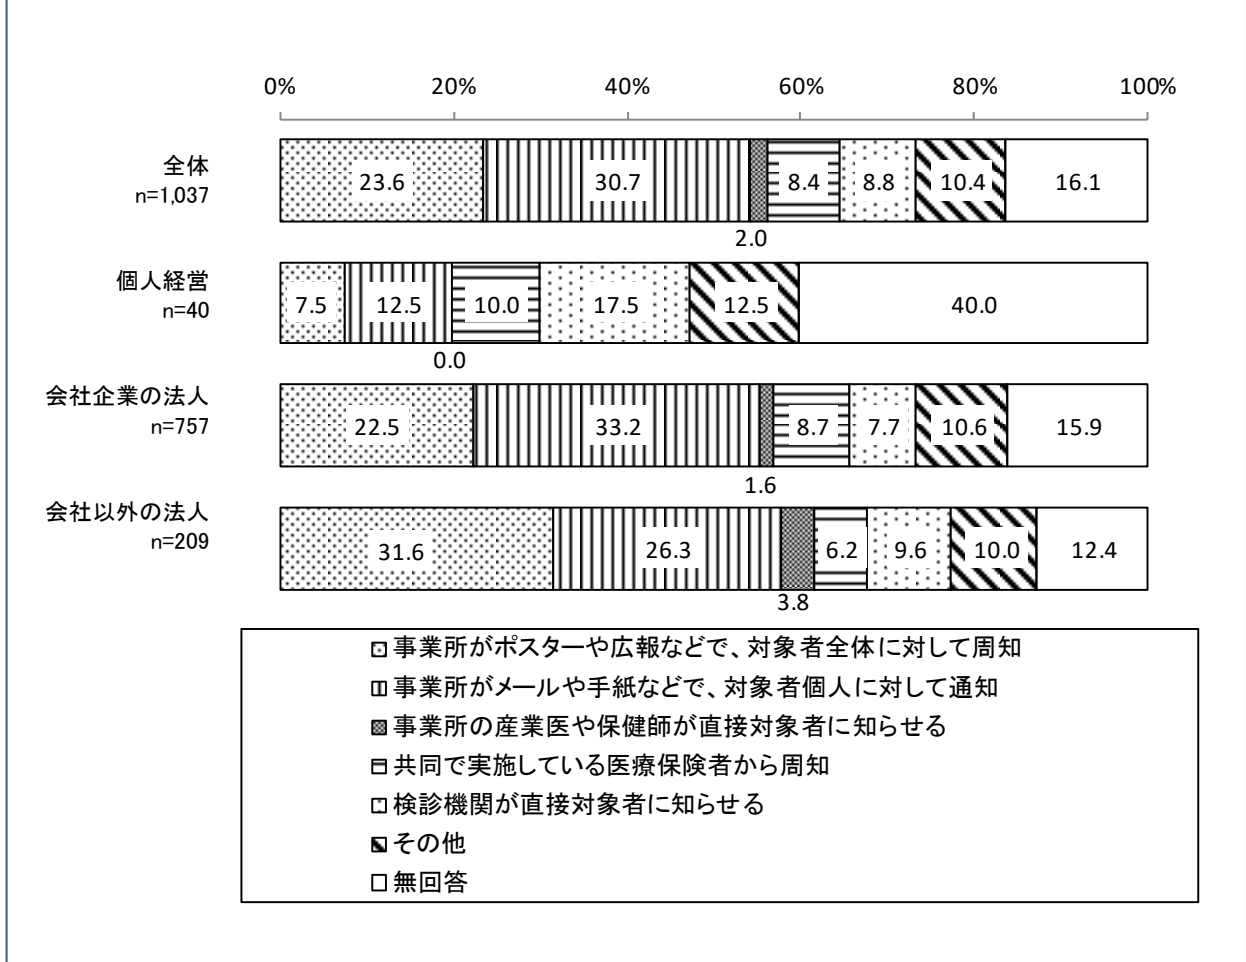 0% 20% 40% 60% 80% 100%
全体
n=1,037
23.6 30.7 8.4 8.8 10.4 16.1
2.0
個人経営
n=40
7.5 12.5 10.0 17.5 12.5 40.0
0.0
会社企業の法人
n=757
22.5 33.2 8.7 7.7 10.6 15.9
1.6
会社以外の法人
n=209
31.6 26.3 6.2 9.6 10.0 12.4
3.8
事業所がポスターや広報などで、対象者全体に対して周知
事業所がメールや手紙などで、対象者個人に対して通知
事業所の産業医や保健師が直接対象者に知らせる
共同で実施している医療保険者から周知
検診機関が直接対象者に知らせる
その他
無回答